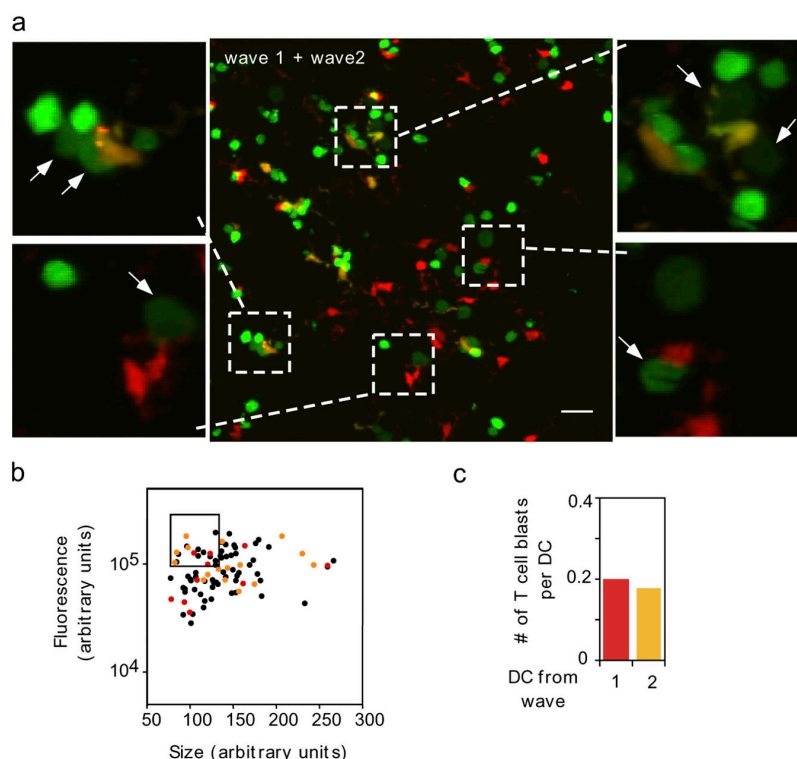 a
wave 1 + wave2
b
Fluorescence
(arbitrary units)
10^5
10^4
50 100 150 200 250 300
Size (arbitrary units)
c
# of T cell blasts
per DC
0.4
0.2
0
DC from
wave
1 2